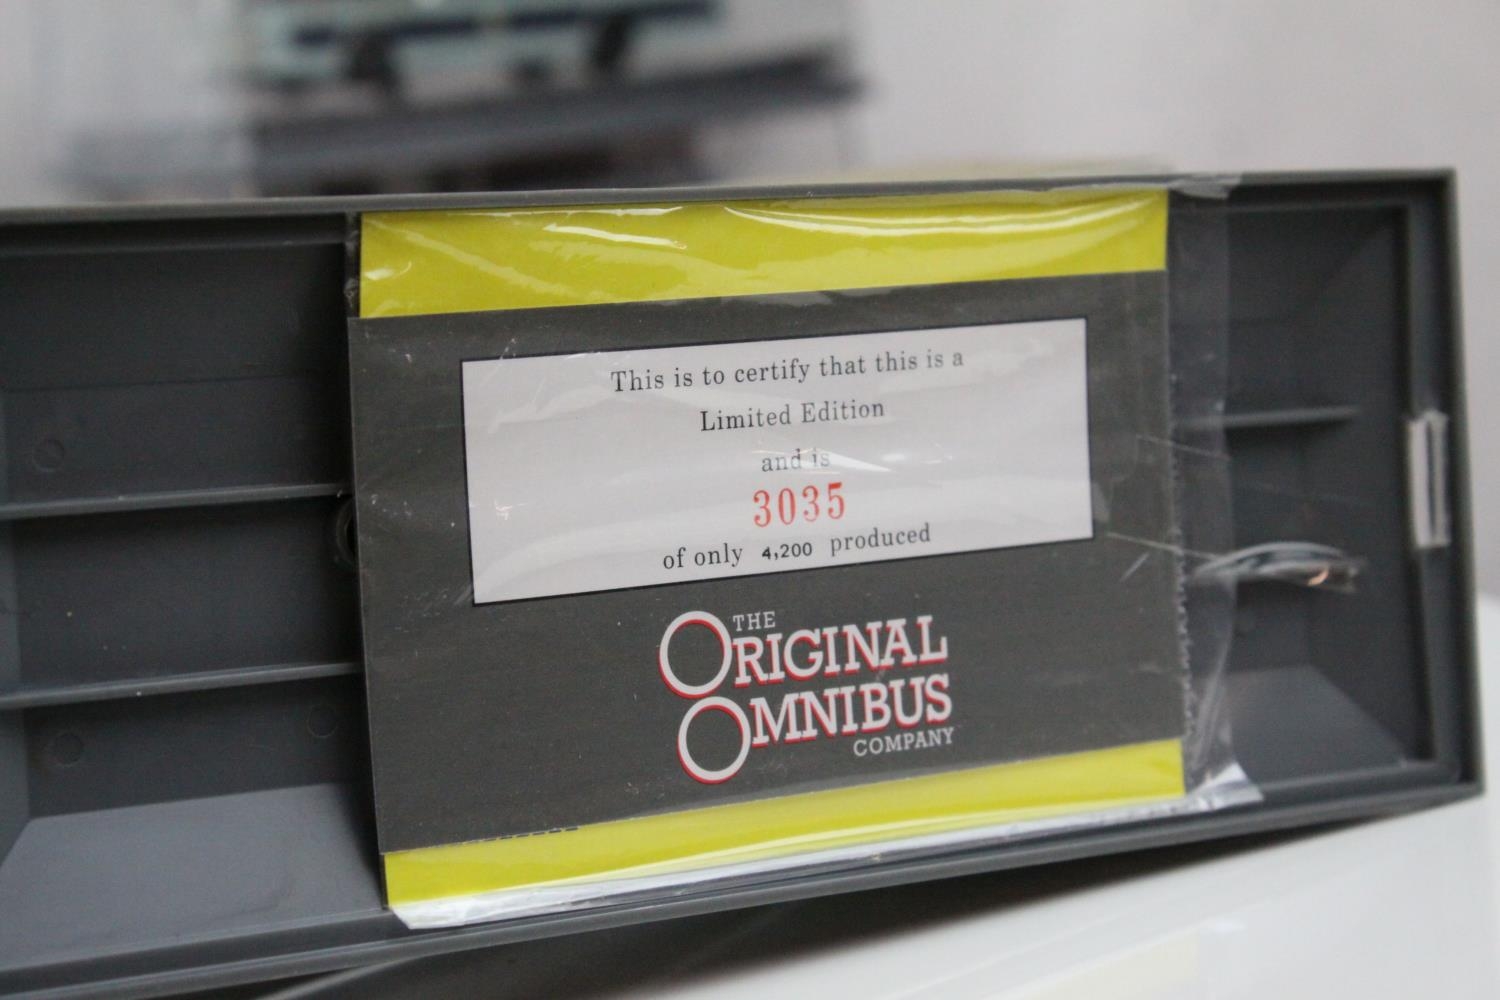 This is to certify that this is a
Limited Edition
and is
3035
of only 4,200 produced
THE
ORIGINAL
OMNIBUS
COMPANY